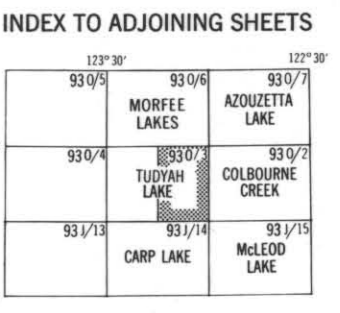 INDEX TO ADJOINING SHEETS
123° 30′ 122° 30′
93 O/5 93 O/6 93 O/7
MORFEE LAKES
AZOUZETTA LAKE
93 O/4 93 O/3 93 O/2
TUDYAH LAKE
COLBOURNE CREEK
93 J/13 93 J/14 93 J/15
CARP LAKE
McLEOD LAKE